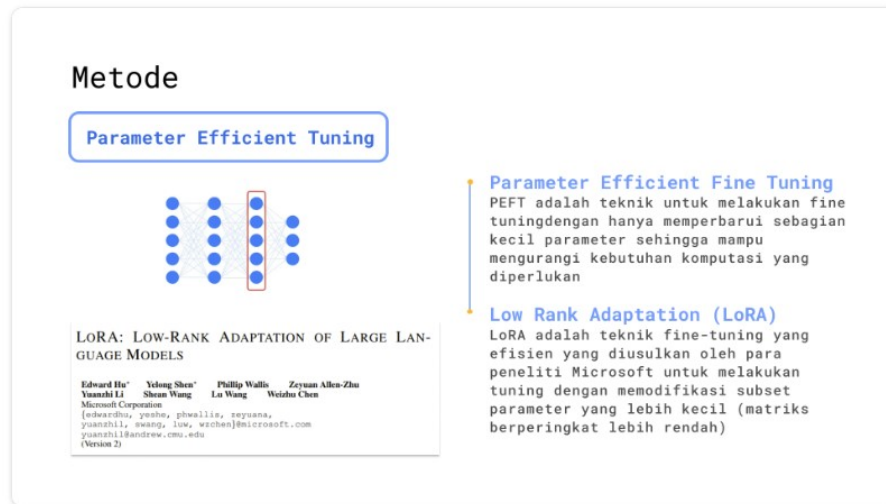 Metode
Parameter Efficient Tuning
Parameter Efficient Fine Tuning
PEFT adalah teknik untuk melakukan fine
tuningdengan hanya memperbarui sebagian
kecil parameter sehingga mampu
mengurangi kebutuhan komputasi yang
diperlukan
Low Rank Adaptation (LoRA)
LoRA adalah teknik fine-tuning yang
efisien yang diusulkan oleh para
peneliti Microsoft untuk melakukan
tuning dengan memodifikasi subset
parameter yang lebih kecil (matriks
berperingkat lebih rendah)
LORA: LOW-RANK ADAPTATION OF LARGE LAN-
GUAGE MODELS
Edward Hu* Yelong Shen* Phillip Wallis Zeyuan Allen-Zhu
Yuanzhi Li Shean Wang Lu Wang Weizhu Chen
Microsoft Corporation
{edwardhu, yeshe, phwallis, zeyuana,
yuanzhil, swang, luw, wzchen}@microsoft.com
yuanzhil@andrew.cmu.edu
(Version 2)